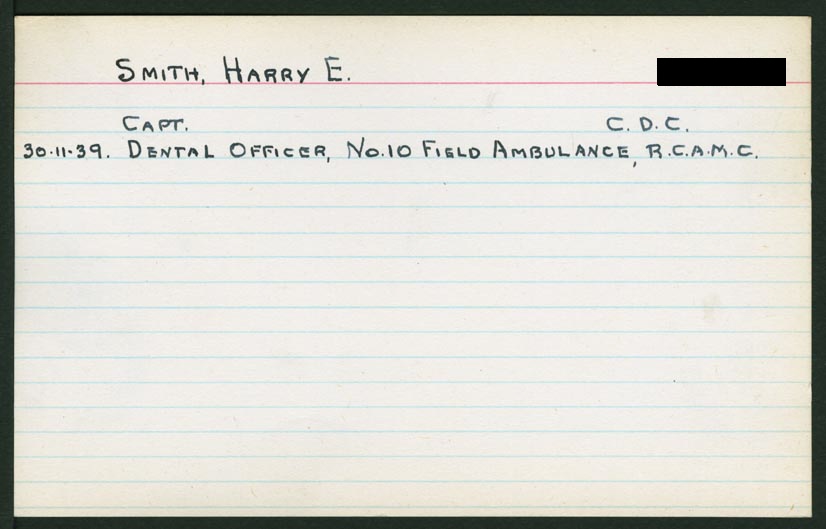 SMITH, HARRY E.
CAPT. C.D.C.
30-11-39. DENTAL OFFICER, NO.10 FIELD AMBULANCE, R.C.A.M.C.